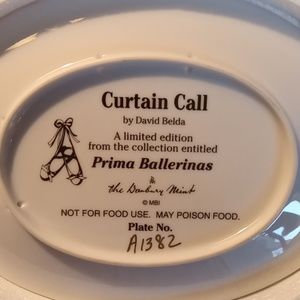 Curtain Call
by David Belda
A limited edition
from the collection entitled
Prima Ballerinas
The Danbury Mint
© MBI
NOT FOR FOOD USE. MAY POISON FOOD.
Plate No.
A1382